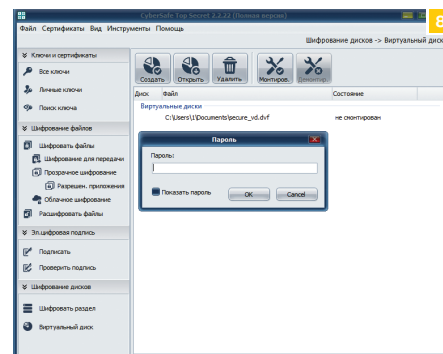 CyberSafe Top Secret 2.2.22 (Полная версия)
8
Файл Сертификаты Вид Инструменты Помощь
Шифрование дисков -> Виртуальный диск
Ключи и сертификаты
Все ключи
Личные ключи
Поиск ключа
Шифрование файлов
Шифровать файлы
Шифрование для передачи
Прозрачное шифрование
Разрешен. приложения
Облачное шифрование
Расшифровать файлы
Эл.цифровая подпись
Подписать
Проверить подпись
Шифрование дисков
Шифровать раздел
Виртуальный диск
Создать Открыть Удалить Монтиров. Демонтир.
Диск Файл Состояние
Виртуальные диски
C:\Users\1\Documents\secure_vd.dvf не смонтирован
Пароль
Пароль:
Показать пароль
OK Cancel